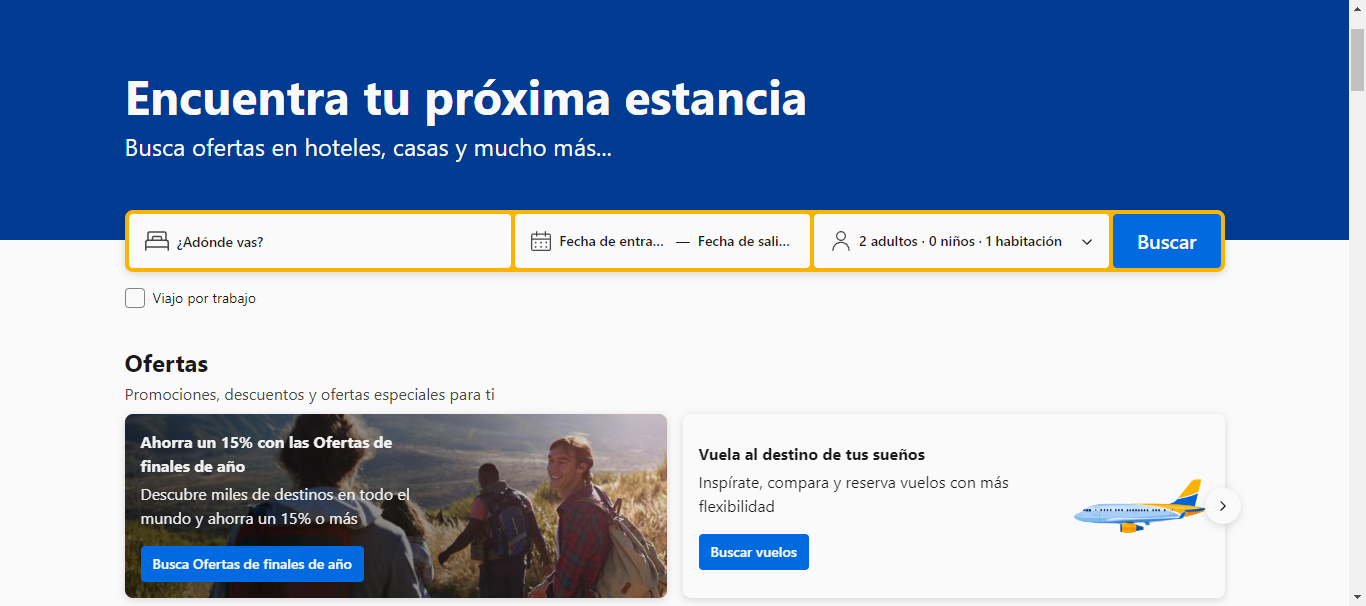 Encuentra tu próxima estancia
Busca ofertas en hoteles, casas y mucho más...
¿Adónde vas?
Fecha de entra... — Fecha de sali...
2 adultos · 0 niños · 1 habitación
Buscar
Viajo por trabajo
Ofertas
Promociones, descuentos y ofertas especiales para ti
Ahorra un 15% con las Ofertas de
finales de año
Descubre miles de destinos en todo el
mundo y ahorra un 15% o más
Busca Ofertas de finales de año
Vuela al destino de tus sueños
Inspírate, compara y reserva vuelos con más
flexibilidad
Buscar vuelos